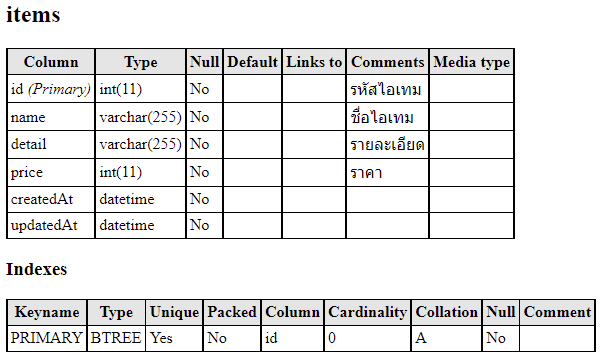 items
Column Type Null Default Links to Comments Media type
id (Primary) int(11) No รหัสไอเทม
name varchar(255) No ชื่อไอเทม
detail varchar(255) No รายละเอียด
price int(11) No ราคา
createdAt datetime No
updatedAt datetime No
Indexes
Keyname Type Unique Packed Column Cardinality Collation Null Comment
PRIMARY BTREE Yes No id 0 A No